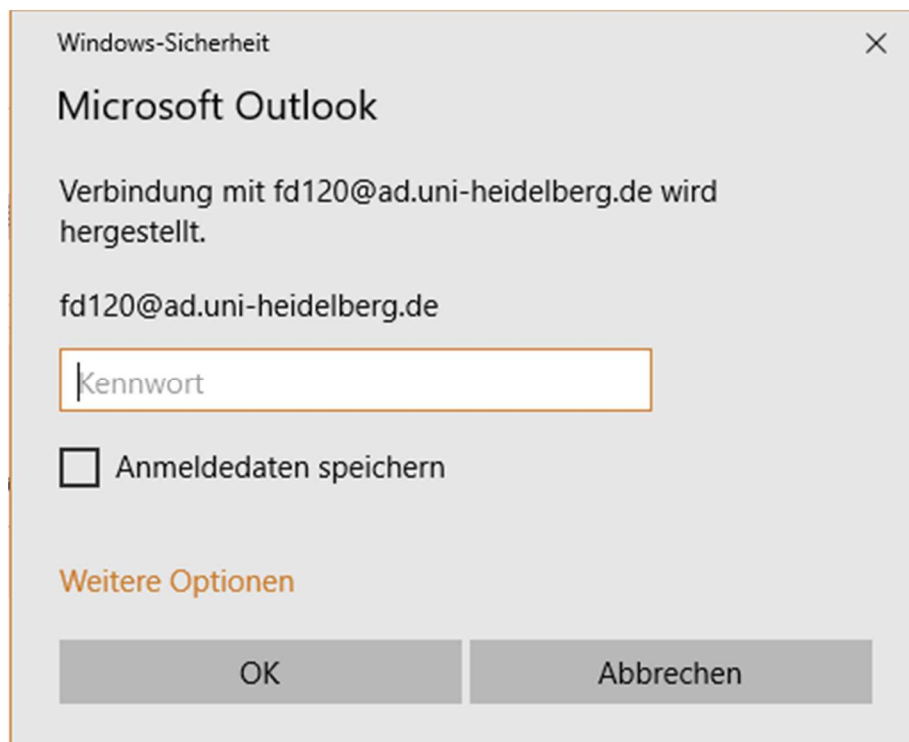 Windows-Sicherheit
Microsoft Outlook
Verbindung mit fd120@ad.uni-heidelberg.de wird
hergestellt.
fd120@ad.uni-heidelberg.de
Kennwort
Anmeldedaten speichern
Weitere Optionen
OK Abbrechen